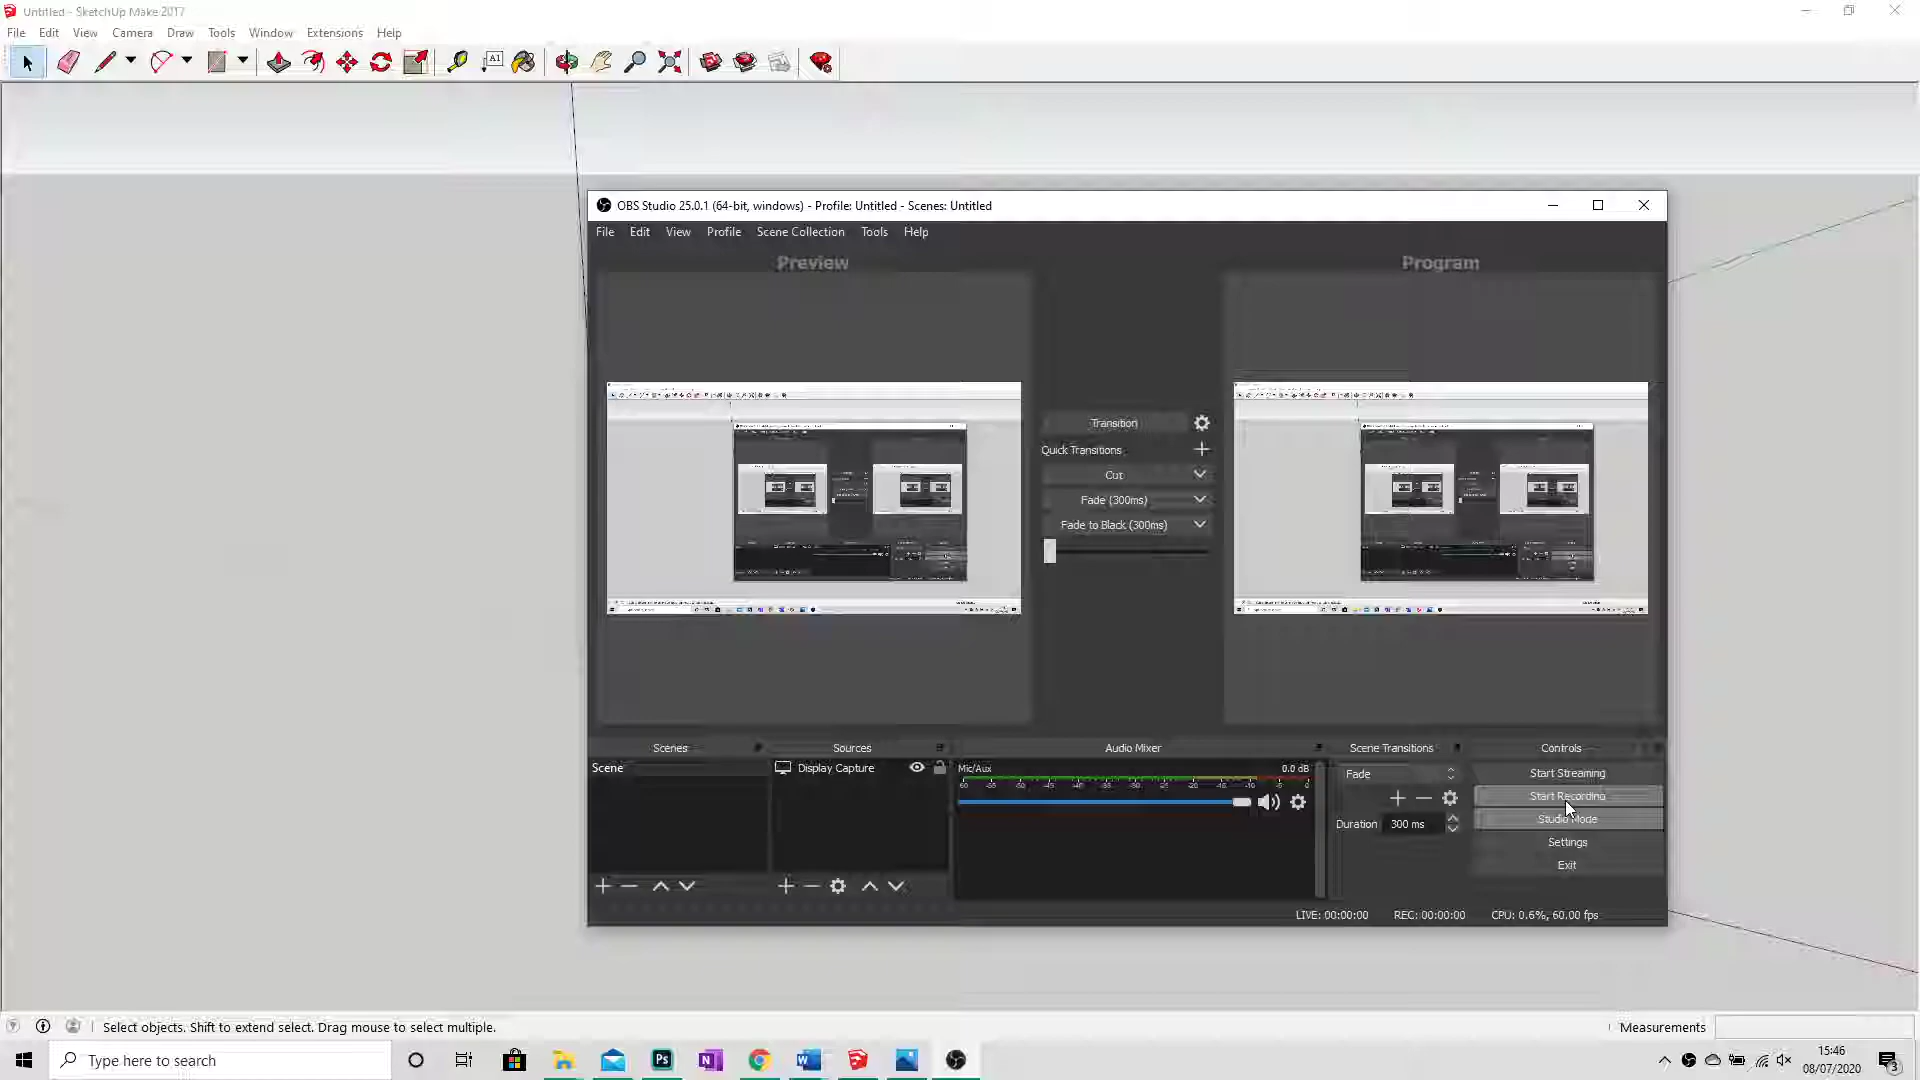 Untitled - SketchUp Make 2017
File Edit View Camera Draw Tools Window Extensions Help
A1
OBS Studio 25.0.1 (64-bit, windows) - Profile: Untitled - Scenes: Untitled
File Edit View Profile Scene Collection Tools Help
Preview
Program
Transition
Quick Transitions
Cut
Fade (300ms)
Fade to Black (300ms)
Scenes
Sources
Audio Mixer
Scene Transitions
Controls
Scene
Display Capture
Mic/Aux
0.0 dB
Fade
Duration 300 ms
Start Streaming
Start Recording
Studio Mode
Settings
Exit
LIVE: 00:00:00 REC: 00:00:00 CPU: 0.6%, 60.00 fps
Select objects. Shift to extend select. Drag mouse to select multiple.
Measurements
Type here to search
Ps
N
W
15:46
08/07/2020
3